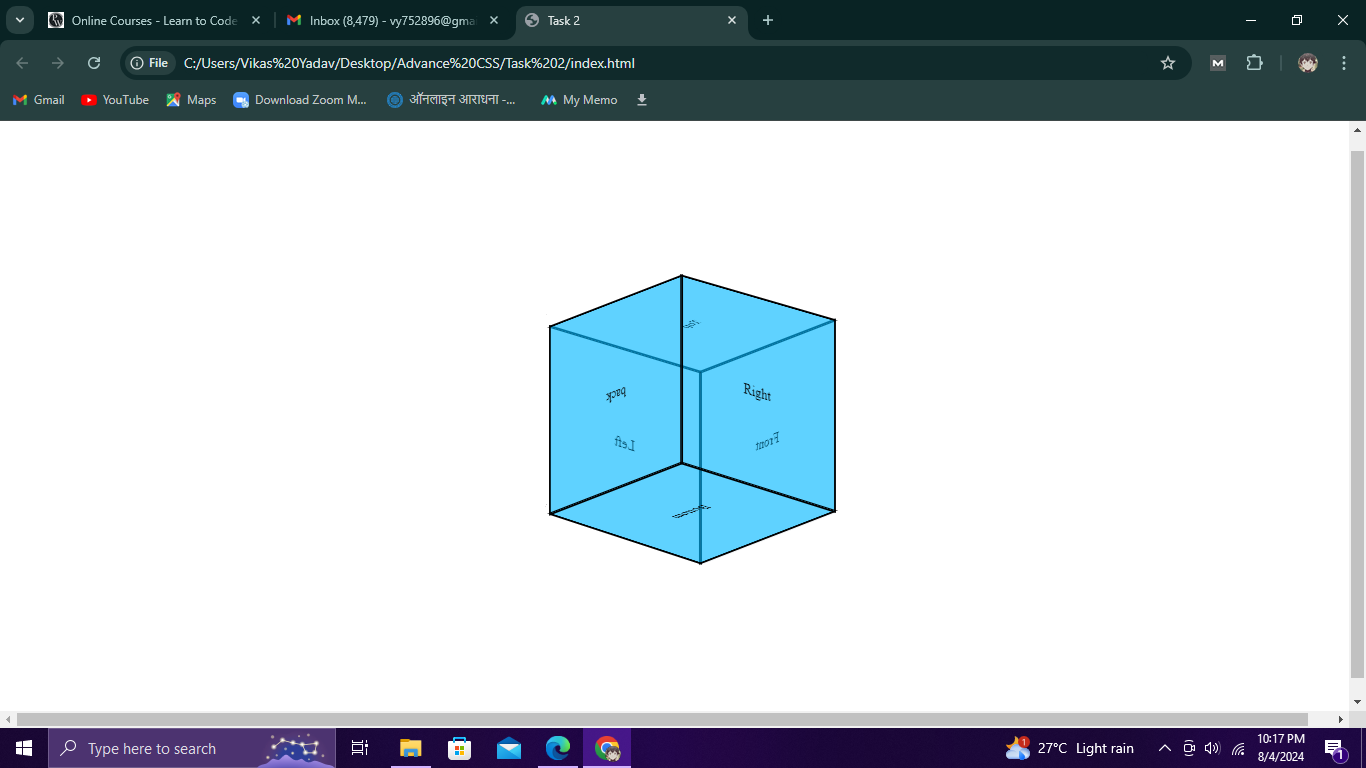 Online Courses - Learn to Code
Inbox (8,479) - vy752896@gma
Task 2
File
C:/Users/Vikas%20Yadav/Desktop/Advance%20CSS/Task%202/index.html
M
Gmail
YouTube
Maps
Download Zoom M...
ऑनलाइन आराधना -...
My Memo
back
Right
Left
Front
Type here to search
1
27°C Light rain
10:17 PM
8/4/2024
1